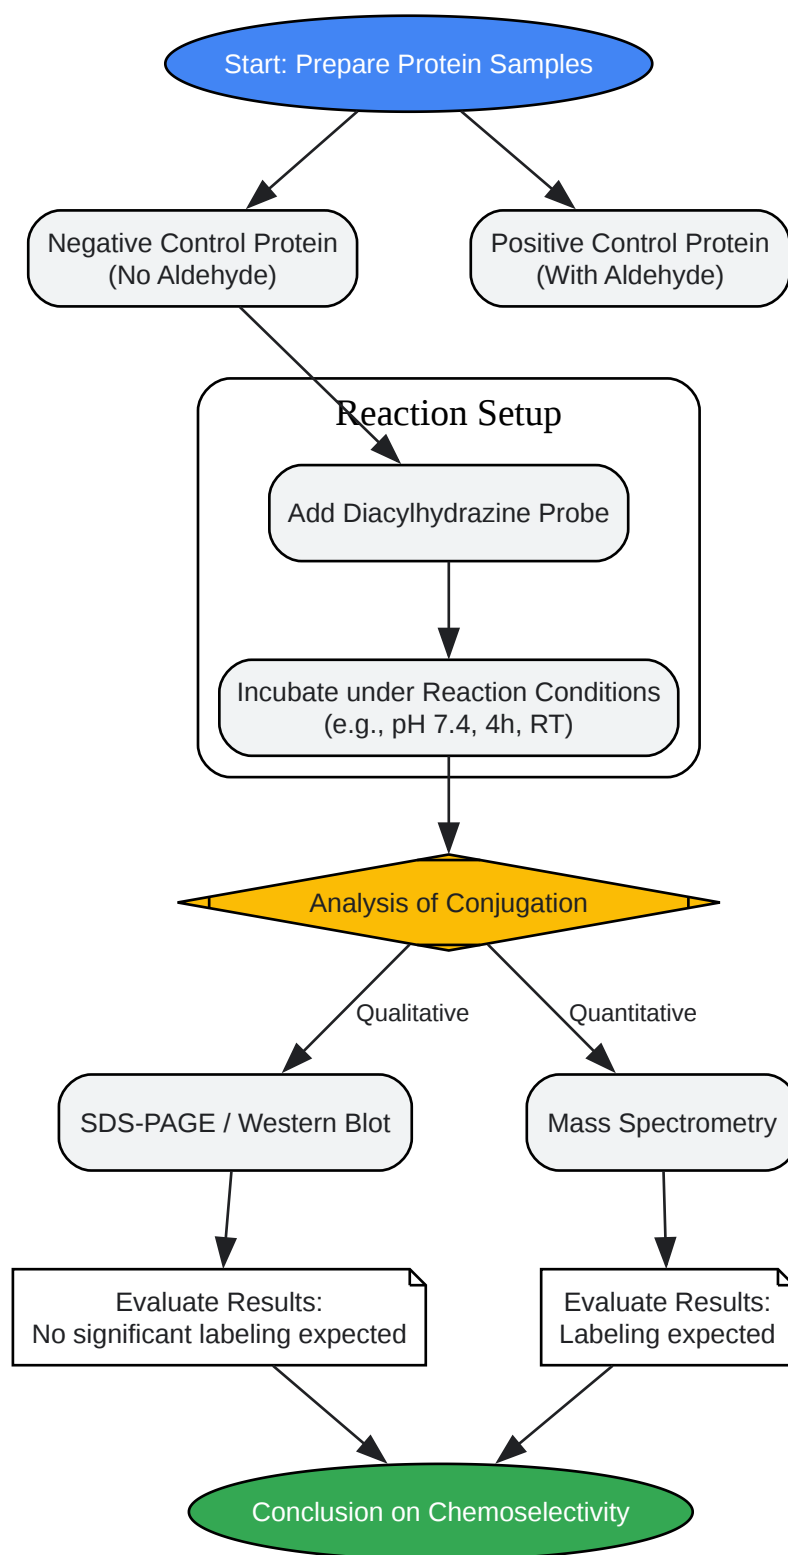 Start: Prepare Protein Samples
Negative Control Protein
(No Aldehyde)
Positive Control Protein
(With Aldehyde)
Reaction Setup
Add Diacylhydrazine Probe
Incubate under Reaction Conditions
(e.g., pH 7.4, 4h, RT)
Analysis of Conjugation
Qualitative
Quantitative
SDS-PAGE / Western Blot
Mass Spectrometry
Evaluate Results:
No significant labeling expected
Evaluate Results:
Labeling expected
Conclusion on Chemoselectivity